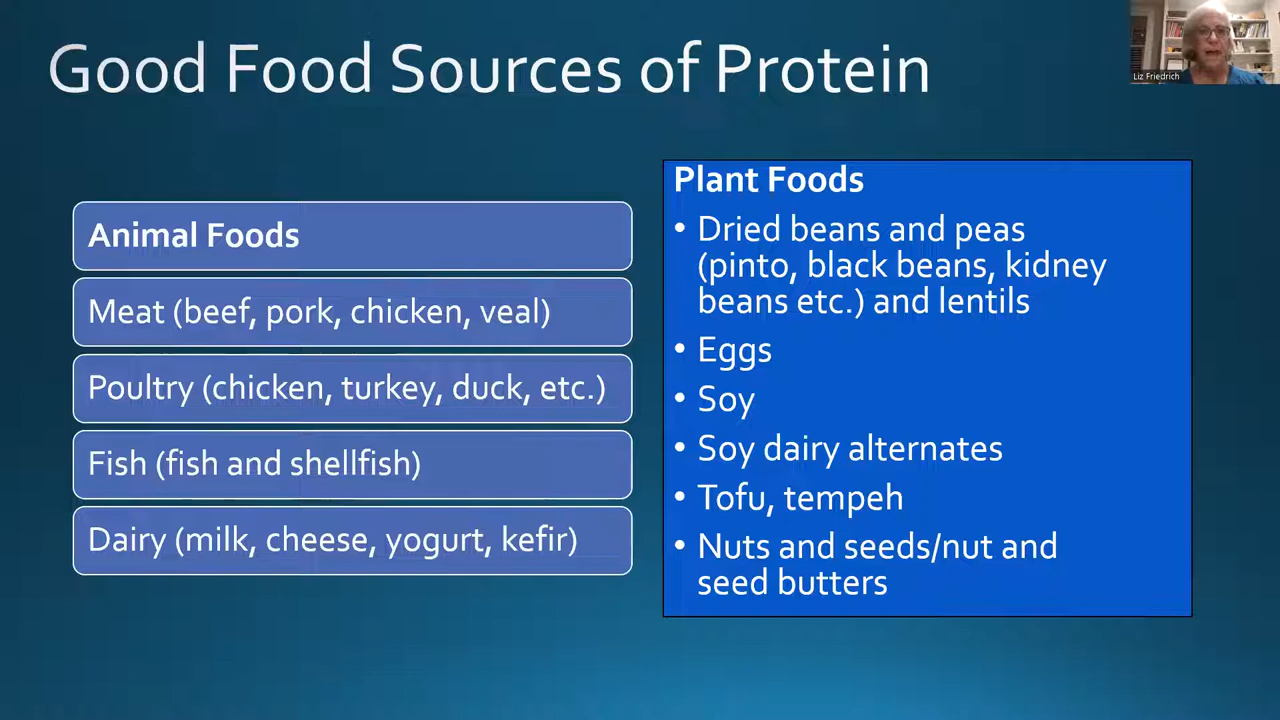 Good Food Sources of Protein
Liz Friedrich
Animal Foods
Meat (beef, pork, chicken, veal)
Poultry (chicken, turkey, duck, etc.)
Fish (fish and shellfish)
Dairy (milk, cheese, yogurt, kefir)
Plant Foods
• Dried beans and peas
(pinto, black beans, kidney
beans etc.) and lentils
• Eggs
• Soy
• Soy dairy alternates
• Tofu, tempeh
• Nuts and seeds/nut and
seed butters